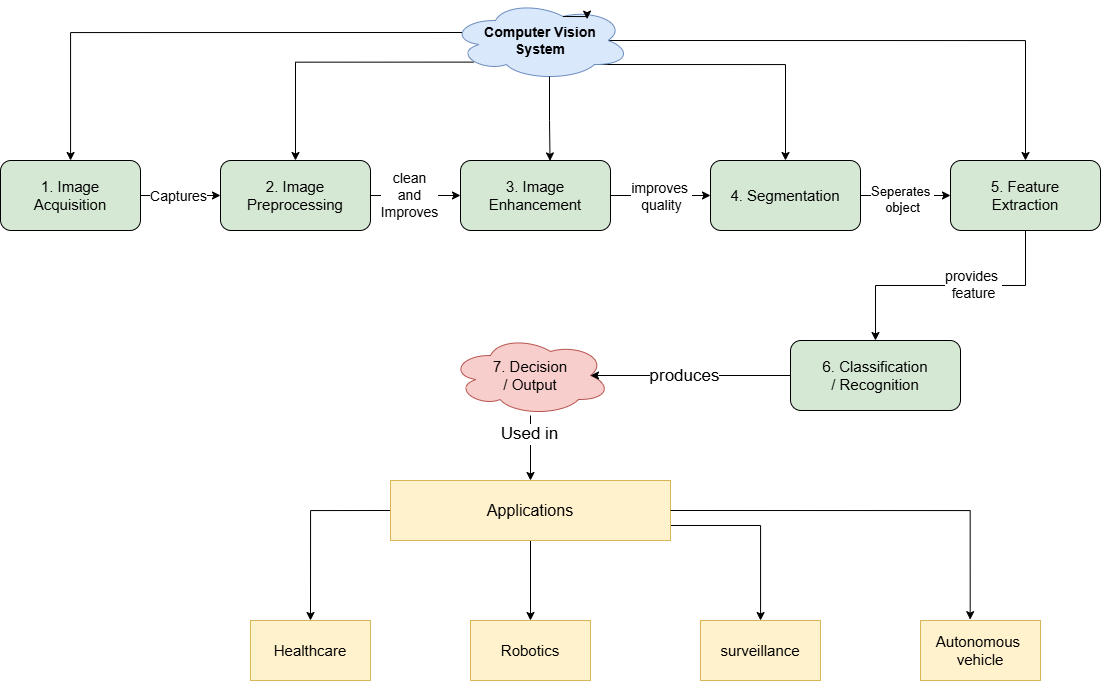 Computer Vision
System
1. Image
Acquisition
Captures
2. Image
Preprocessing
clean
and
Improves
3. Image
Enhancement
improves
quality
4. Segmentation
Seperates
object
5. Feature
Extraction
provides
feature
6. Classification
/ Recognition
produces
7. Decision
/ Output
Used in
Applications
Healthcare
Robotics
surveillance
Autonomous
vehicle